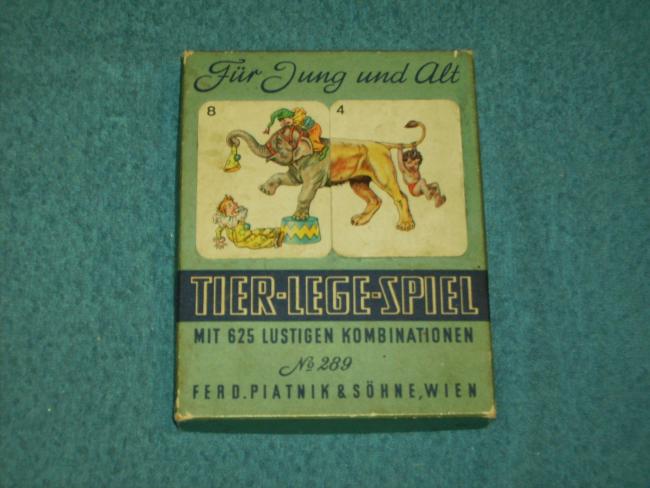 Für Jung und Alt
8 4
TIER-LEGE-SPIEL
MIT 625 LUSTIGEN KOMBINATIONEN
No 289
FERD. PIATNIK & SÖHNE, WIEN